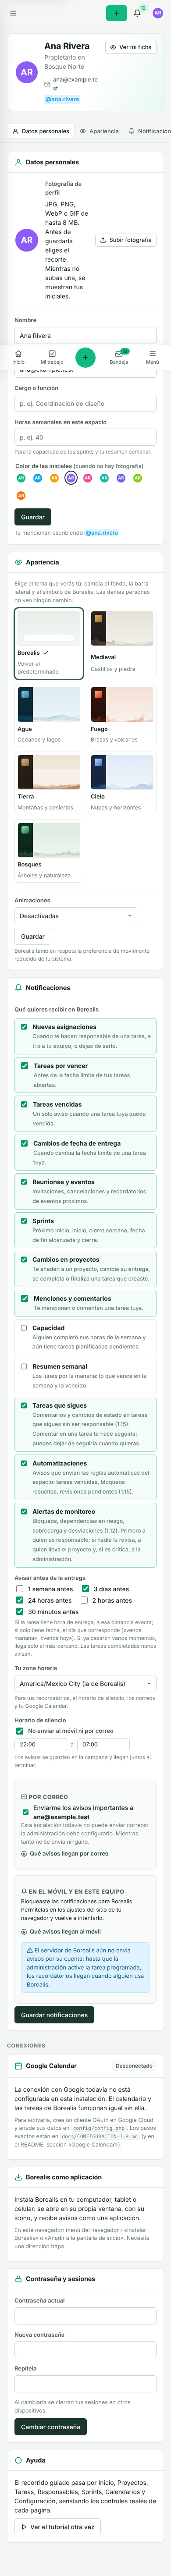 AR
10
AR
Ana Rivera
Propietario en
Bosque Norte
ana@example.te
st
@ana.rivera
Ver mi ficha
Datos personales
Apariencia
Notificacion
Datos personales
Fotografía de
perfil
JPG, PNG,
WebP o GIF de
hasta 8 MB.
Antes de
guardarla
eliges el
recorte.
Mientras no
subas una, se
muestran tus
iniciales.
AR
Subir fotografía
Nombre
Ana Rivera
Inicio
Mi trabajo
Bandeja
Menú
ana@example.test
Cargo o función
p. ej. Coordinación de diseño
Horas semanales en este espacio
p. ej. 40
Para la capacidad de los sprints y tu resumen semanal.
Color de las iniciales (cuando no hay fotografía)
AR AR AR AR AR AR AR AR
AR
Guardar
Te mencionan escribiendo @ana.rivera
Apariencia
Elige el tema que verás tú: cambia el fondo, la barra
lateral y el símbolo de Borealis. Las demás personas
no ven ningún cambio.
Borealis
Volver al
predeterminado
Medieval
Castillos y piedra
Agua
Océanos y lagos
Fuego
Brasas y volcanes
Tierra
Montañas y desiertos
Cielo
Nubes y horizontes
Bosques
Árboles y naturaleza
Animaciones
Desactivadas
Guardar
Borealis también respeta la preferencia de movimiento
reducido de tu sistema.
Notificaciones
Qué quieres recibir en Borealis
Nuevas asignaciones
Cuando te hacen responsable de una tarea, a
ti o a tu equipo, o dejas de serlo.
Tareas por vencer
Antes de la fecha límite de tus tareas
abiertas.
Tareas vencidas
Un solo aviso cuando una tarea tuya queda
vencida.
Cambios de fecha de entrega
Cuando cambia la fecha límite de una tarea
tuya.
Reuniones y eventos
Invitaciones, cancelaciones y recordatorios
de eventos próximos.
Sprints
Próximo inicio, inicio, cierre cercano, fecha
de fin alcanzada y cierre.
Cambios en proyectos
Te añaden a un proyecto, cambia su entrega,
se completa o finaliza una tarea que creaste.
Menciones y comentarios
Te mencionan o comentan una tarea tuya.
Capacidad
Alguien completó sus horas de la semana y
aún tiene tareas planificadas pendientes.
Resumen semanal
Los lunes por la mañana: lo que vence en la
semana y lo vencido.
Tareas que sigues
Comentarios y cambios de estado en tareas
que sigues sin ser responsable (1.15).
Comentar en una tarea te hace seguirla;
puedes dejar de seguirla cuando quieras.
Automatizaciones
Avisos que envían las reglas automáticas del
espacio: tareas vencidas, bloqueos
resueltos, revisiones pendientes (1.15).
Alertas de monitoreo
Bloqueos, dependencias en riesgo,
sobrecarga y desviaciones (1.12). Primero a
quien es responsable; si nadie la revisa, a
quien lleva el proyecto y, si es crítica, a la
administración.
Avisar antes de la entrega
1 semana antes
3 días antes
24 horas antes
2 horas antes
30 minutos antes
Si la tarea tiene hora de entrega, a esa distancia exacta;
si solo tiene fecha, el día que corresponde («vence
mañana», «vence hoy»). Si ya pasaron varios momentos,
llega solo el más cercano. Las tareas completadas nunca
avisan.
Tu zona horaria
America/Mexico City (la de Borealis)
Para tus recordatorios, el horario de silencio, los correos
y tu Google Calendar.
Horario de silencio
No enviar al móvil ni por correo
22:00 a 07:00
Los avisos se guardan en la campana y llegan juntos al
terminar.
POR CORREO
Enviarme los avisos importantes a
ana@example.test
Esta instalación todavía no puede enviar correos:
la administración debe configurarlo. Mientras
tanto no se envía ninguno.
Qué avisos llegan por correo
EN EL MÓVIL Y EN ESTE EQUIPO
Bloqueaste las notificaciones para Borealis.
Permítelas en los ajustes del sitio de tu
navegador y vuelve a intentarlo.
Qué avisos llegan al móvil
El servidor de Borealis aún no envía
avisos por su cuenta: hasta que la
administración active la tarea programada,
los recordatorios llegan cuando alguien usa
Borealis.
Guardar notificaciones
CONEXIONES
Google Calendar
Desconectado
La conexión con Google todavía no está
configurada en esta instalación. El calendario y
las tareas de Borealis funcionan igual sin ella.
Para activarla, crea un cliente OAuth en Google Cloud
y añade sus datos en config/config.php. Los pasos
exactos están en docs/CONFIGURACION-1.9.md (y en
el README, sección «Google Calendar»).
Borealis como aplicación
Instala Borealis en tu computador, tablet o
celular: se abre en su propia ventana, con su
icono, y recibe avisos como una aplicación.
En este navegador: menú del navegador › «Instalar
Borealis» o «Añadir a la pantalla de inicio». Necesita
una dirección https.
Contraseña y sesiones
Contraseña actual
Nueva contraseña
Repítela
Al cambiarla se cierran tus sesiones en otros
dispositivos.
Cambiar contraseña
Ayuda
El recorrido guiado pasa por Inicio, Proyectos,
Tareas, Responsables, Sprints, Calendarios y
Configuración, señalando los controles reales de
cada página.
Ver el tutorial otra vez